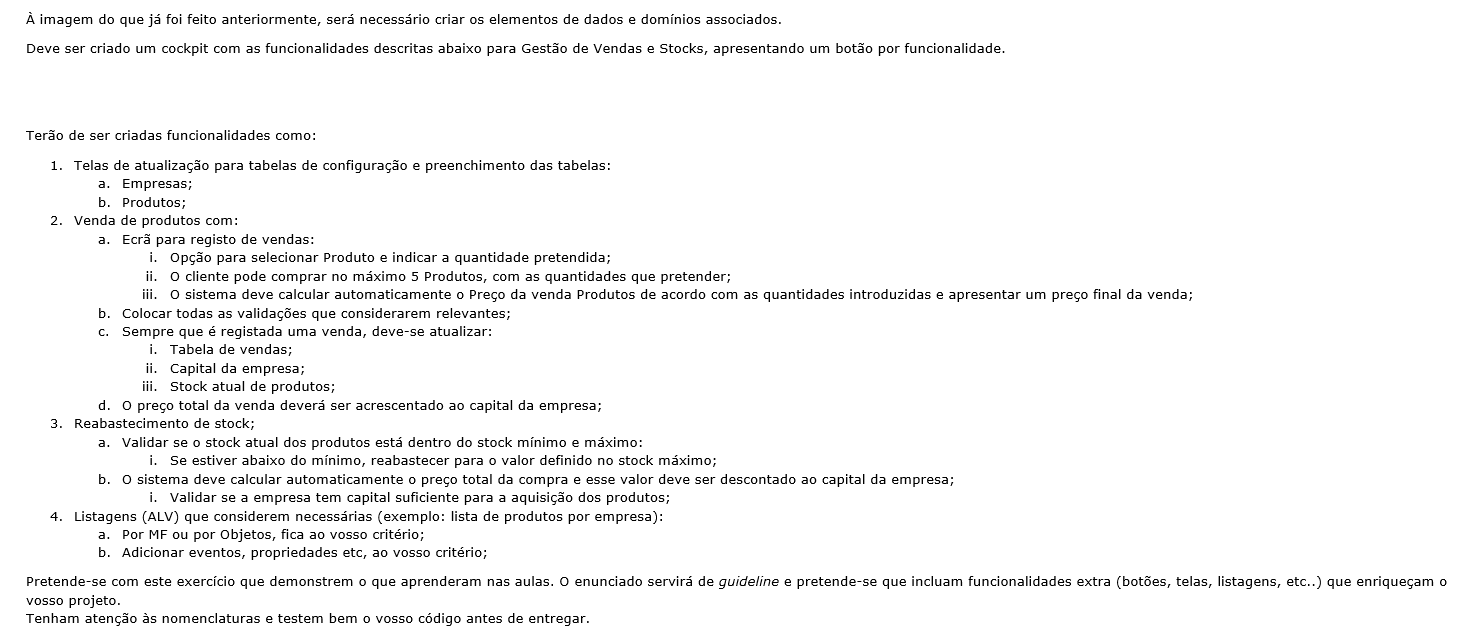 À imagem do que já foi feito anteriormente, será necessário criar os elementos de dados e domínios associados.
Deve ser criado um cockpit com as funcionalidades descritas abaixo para Gestão de Vendas e Stocks, apresentando um botão por funcionalidade.
Terão de ser criadas funcionalidades como:
1. Telas de atualização para tabelas de configuração e preenchimento das tabelas:
a. Empresas;
b. Produtos;
2. Venda de produtos com:
a. Ecrã para registo de vendas:
i. Opção para selecionar Produto e indicar a quantidade pretendida;
ii. O cliente pode comprar no máximo 5 Produtos, com as quantidades que pretender;
iii. O sistema deve calcular automaticamente o Preço da venda Produtos de acordo com as quantidades introduzidas e apresentar um preço final da venda;
b. Colocar todas as validações que considerarem relevantes;
c. Sempre que é registada uma venda, deve-se atualizar:
i. Tabela de vendas;
ii. Capital da empresa;
iii. Stock atual de produtos;
d. O preço total da venda deverá ser acrescentado ao capital da empresa;
3. Reabastecimento de stock;
a. Validar se o stock atual dos produtos está dentro do stock mínimo e máximo:
i. Se estiver abaixo do mínimo, reabastecer para o valor definido no stock máximo;
b. O sistema deve calcular automaticamente o preço total da compra e esse valor deve ser descontado ao capital da empresa;
i. Validar se a empresa tem capital suficiente para a aquisição dos produtos;
4. Listagens (ALV) que considerem necessárias (exemplo: lista de produtos por empresa):
a. Por MF ou por Objetos, fica ao vosso critério;
b. Adicionar eventos, propriedades etc, ao vosso critério;
Pretende-se com este exercício que demonstrem o que aprenderam nas aulas. O enunciado servirá de guideline e pretende-se que incluam funcionalidades extra (botões, telas, listagens, etc..) que enriqueçam o
vosso projeto.
Tenham atenção às nomenclaturas e testem bem o vosso código antes de entregar.